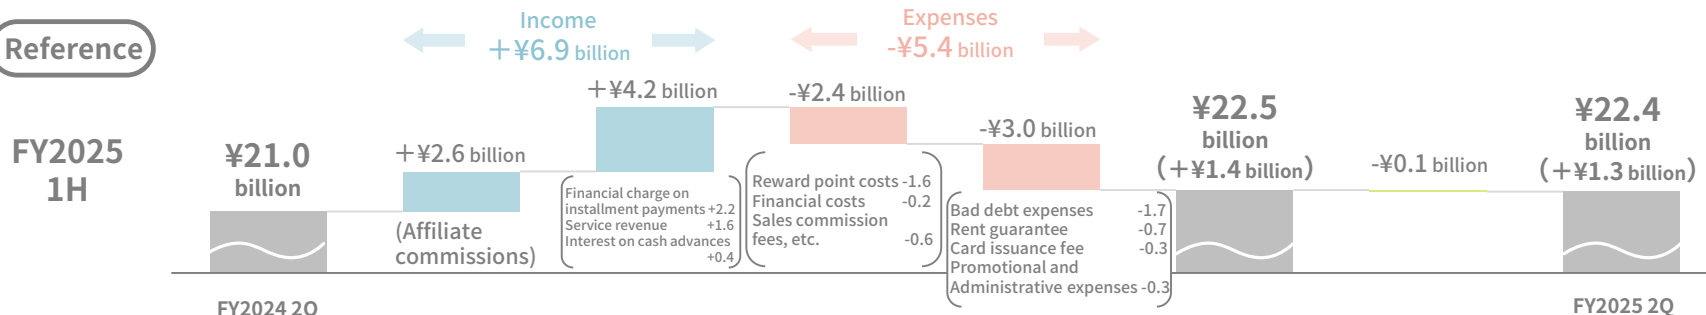 Reference
Income
+¥6.9 billion
Expenses
-¥5.4 billion
FY2025
1H
¥21.0
billion
+¥2.6 billion
(Affiliate
commissions)
+¥4.2 billion
Financial charge on
installment payments +2.2
Service revenue +1.6
Interest on cash advances
+0.4
-¥2.4 billion
Reward point costs -1.6
Financial costs -0.2
Sales commission
fees, etc. -0.6
-¥3.0 billion
Bad debt expenses -1.7
Rent guarantee -0.7
Card issuance fee -0.3
Promotional and
Administrative expenses -0.3
¥22.5
billion
(+¥1.4 billion)
-¥0.1 billion
¥22.4
billion
(+¥1.3 billion)
FY2024 2Q
FY2025 2Q